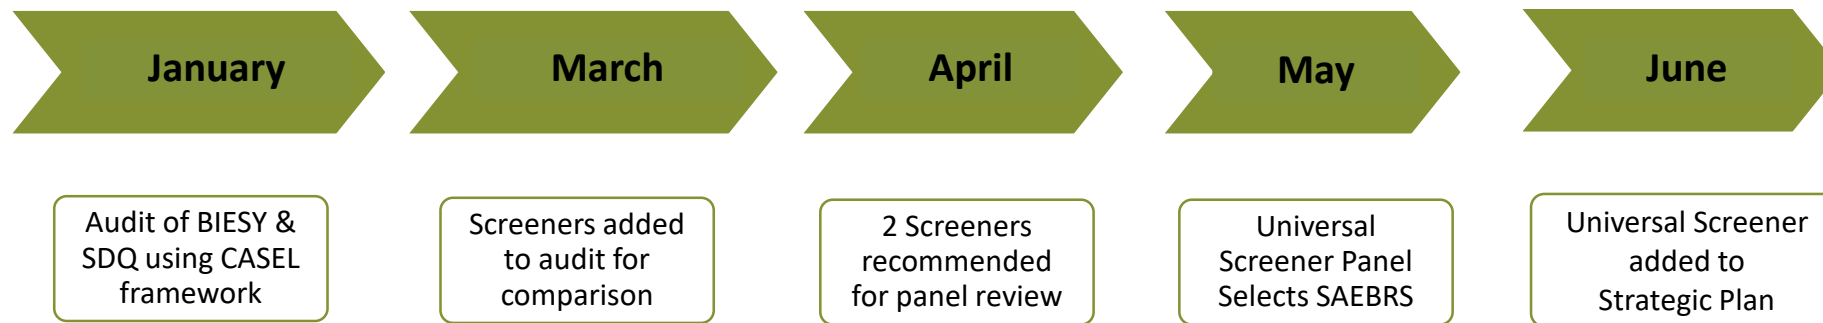 January
March
April
May
June
Audit of BIESY &
SDQ using CASEL
framework
Screeners added
to audit for
comparison
2 Screeners
recommended
for panel review
Universal
Screener Panel
Selects SAEBRS
Universal Screener
added to
Strategic Plan